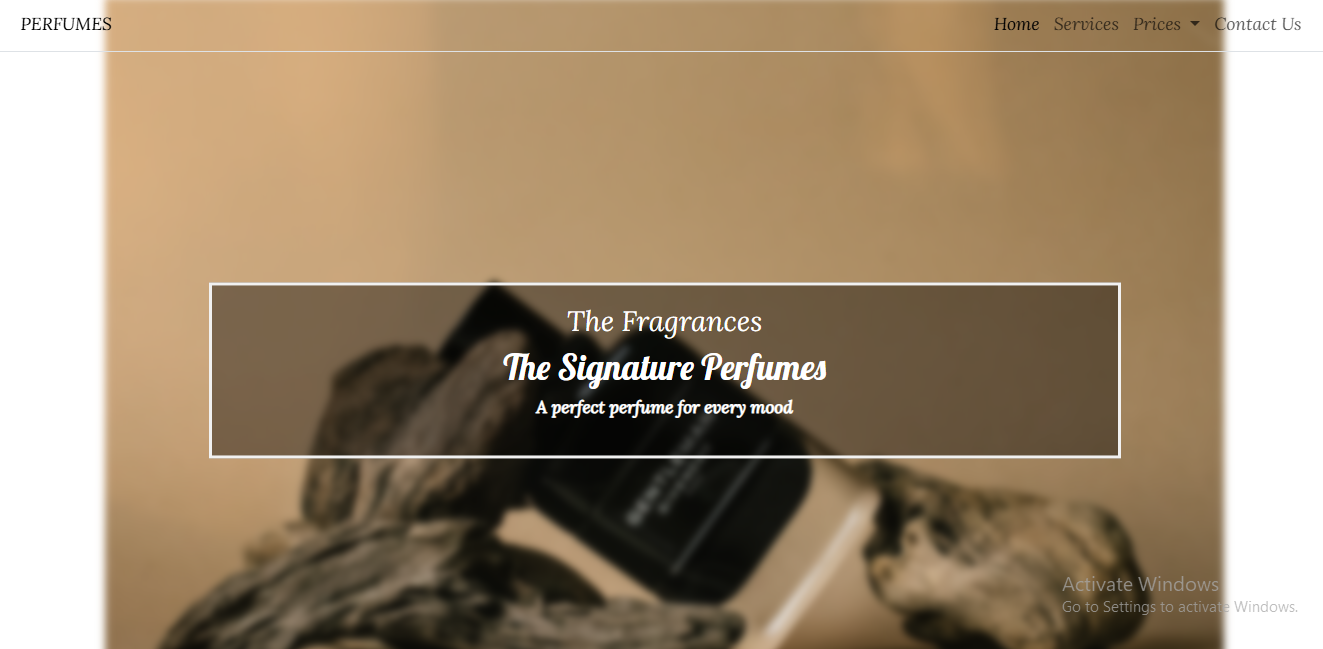 PERFUMES
Home Services Prices Contact Us
The Fragrances
The Signature Perfumes
A perfect perfume for every mood
Activate Windows
Go to Settings to activate Windows.